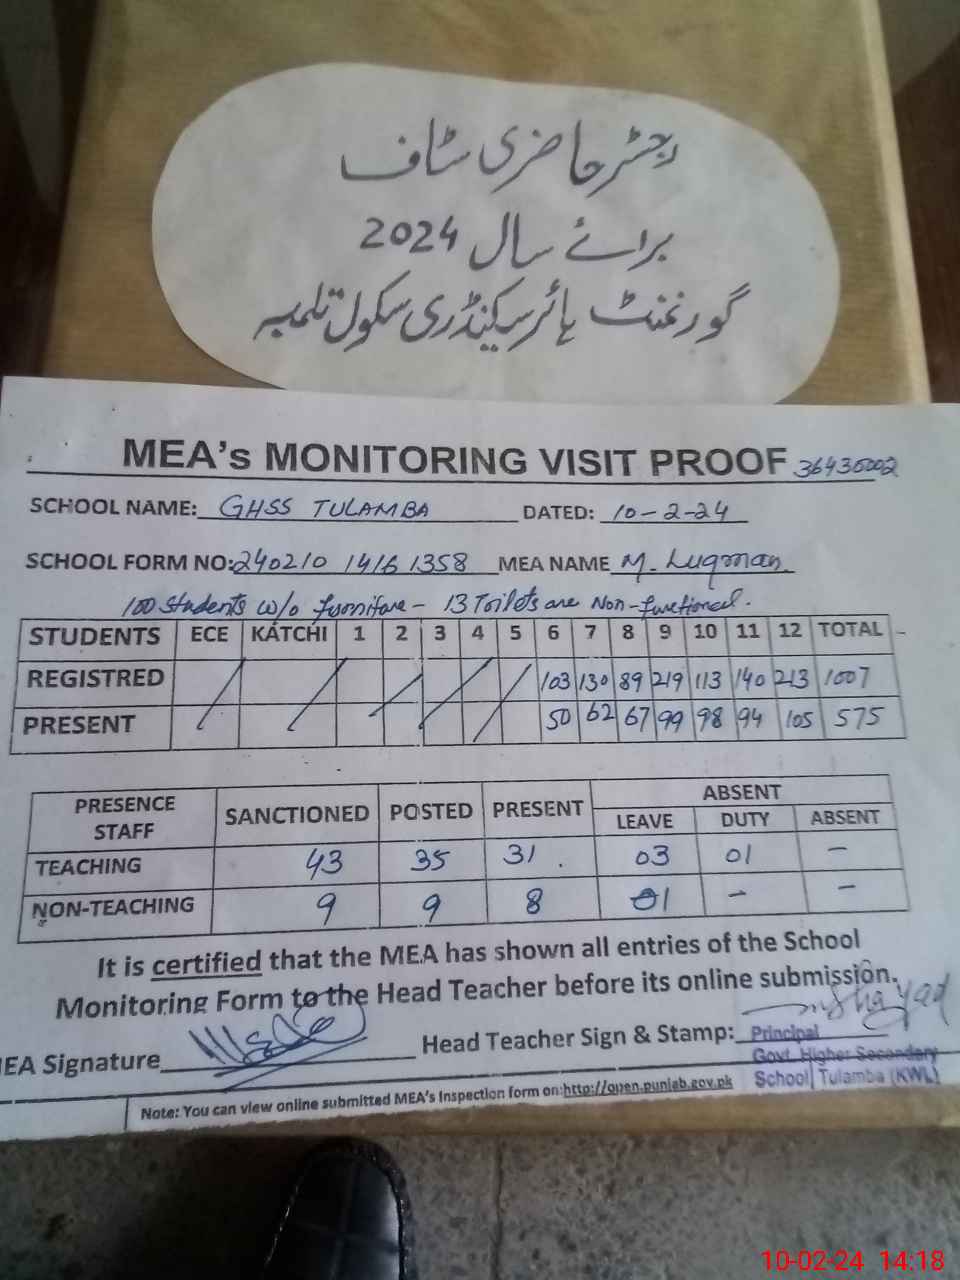 رجسٹر حاضری سٹاف
برائے سال 2024
گورنمنٹ ہائر سکینڈری سکول تلمبہ
MEA's MONITORING VISIT PROOF 36430002
SCHOOL NAME: GHSS TULAMBA DATED: 10-2-24
SCHOOL FORM NO: 240210 1416 1358 MEA NAME M. Luqman
100 Students w/o furniture - 13 Toilets are Non-functional.
STUDENTS ECE KATCHI 1 2 3 4 5 6 7 8 9 10 11 12 TOTAL
REGISTRED 103 130 89 219 113 140 213 1007
PRESENT 50 62 67 99 98 94 105 575
PRESENCE STAFF SANCTIONED POSTED PRESENT ABSENT
LEAVE DUTY ABSENT
TEACHING 43 35 31 03 01 -
NON-TEACHING 9 9 8 01 - -
It is certified that the MEA has shown all entries of the School
Monitoring Form to the Head Teacher before its online submission.
MEA Signature Head Teacher Sign & Stamp:
Principal
Govt. Higher Secondary
School, Tulamba (KWL)
Note: You can view online submitted MEA's Inspection form on:http://open.punjab.gov.pk
10-02-24 14:18